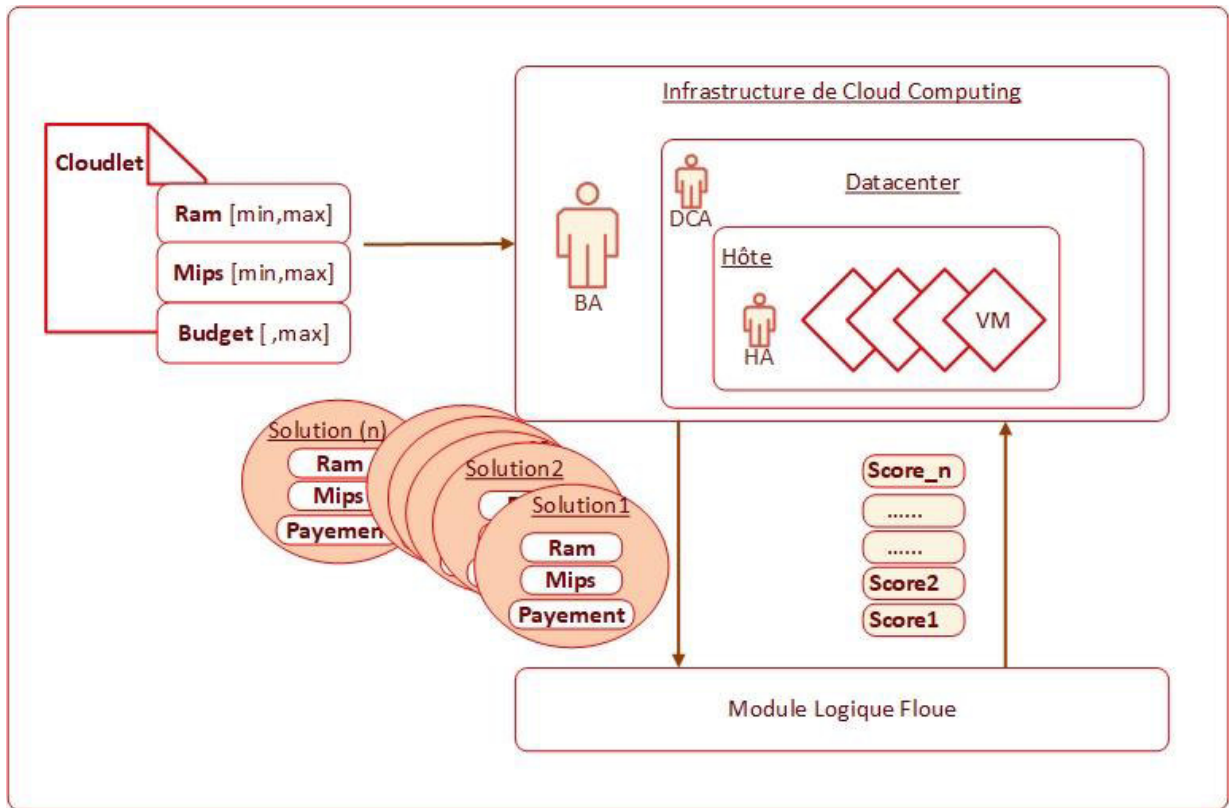 Infrastructure de Cloud Computing
Cloudlet
Ram [min,max]
Mips [min,max]
Budget [ ,max]
BA
DCA
Datacenter
Hôte
HA
VM
Solution (n)
Ram
Mips
Payement
Solution2
Solution1
Ram
Mips
Payement
Score_n
......
......
Score2
Score1
Module Logique Floue